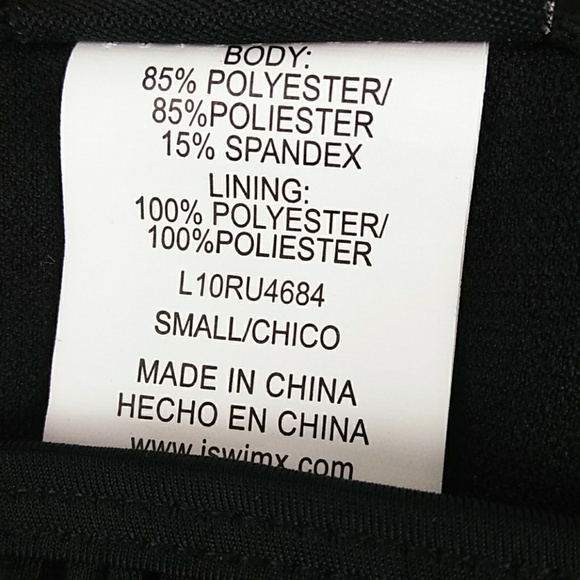 BODY:
85% POLYESTER/
85%POLIESTER
15% SPANDEX
LINING:
100% POLYESTER/
100%POLIESTER
L10RU4684
SMALL/CHICO
MADE IN CHINA
HECHO EN CHINA
www.iswimx.com